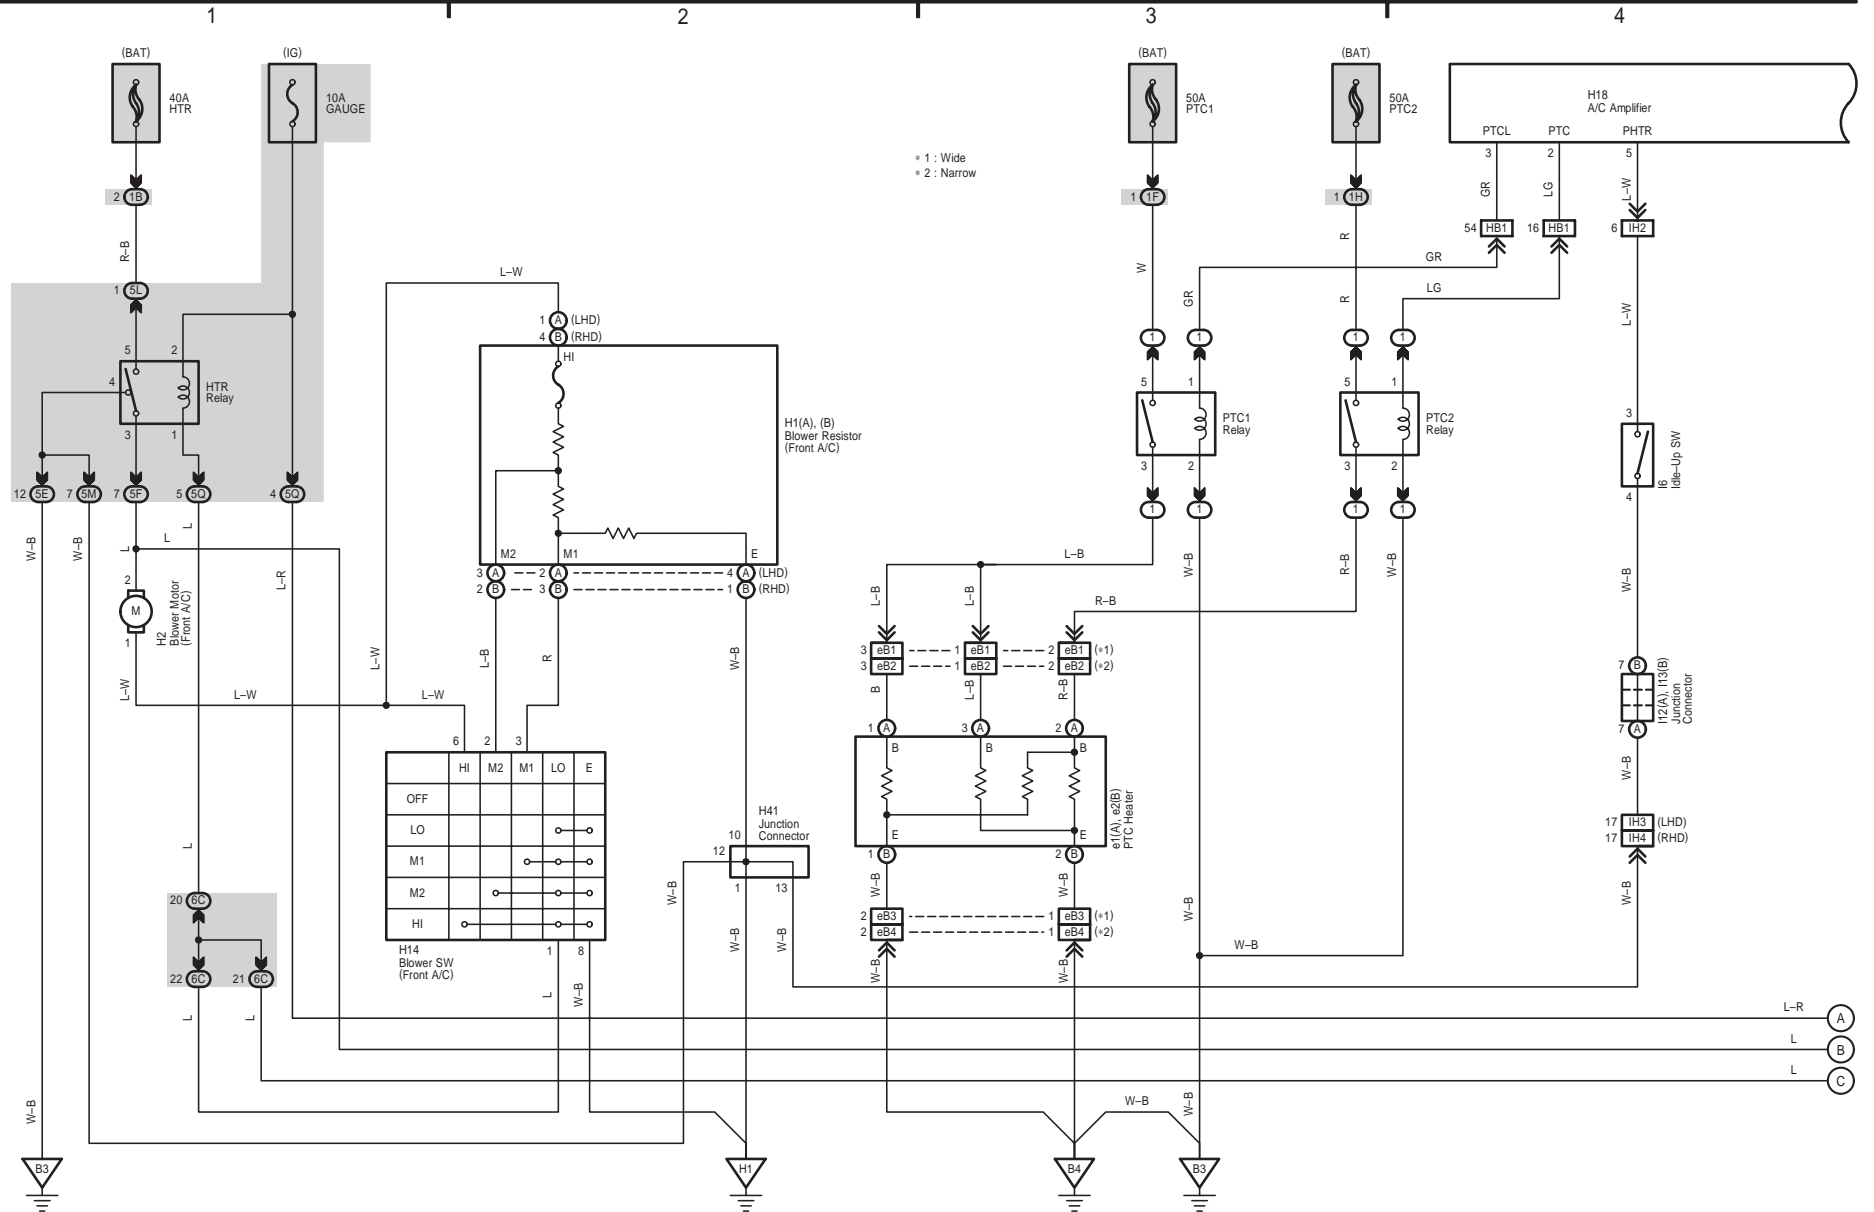 1 2 3 4
(BAT) (IG) (BAT) (BAT)
40A
HTR
10A
GAUGE
50A
PTC1
50A
PTC2
H18
A/C Amplifier
PTCL PTC PHTR
3 2 5
∗ 1 : Wide
∗ 2 : Narrow
GR LG L–W
2 1B
1 1F
1 1H
54 HB1
16 HB1
6 IH2
R–B
W
R
GR
L–W
GR
R
LG
L–W
1 5L
1 A (LHD)
4 B (RHD)
1 1 1 1
5 2
4
HTR
Relay
3 1
HI
H1(A), (B)
Blower Resistor
(Front A/C)
5 1
PTC1
Relay
3 2
5 1
PTC2
Relay
3 2
3
I6
Idle–Up SW
4
12 5E
7 5M
7 5F
5 5Q
4 5Q
1 1 1 1
W–B
W–B
L
L
L
L–R
M2 M1 E
3 A 2 A 4 A (LHD)
2 B 3 B 1 B (RHD)
L–B
W–B
R–B
W–B
W–B
2
M
1
H2
Blower Motor
(Front A/C)
L–B
L–B
R–B
3 eB1 1 eB1 2 eB1 (∗1)
3 eB2 1 eB2 2 eB2 (∗2)
L–W
L–W
L–W
L–W
L–B
R
W–B
B
L–B
R–B
7 B
I12(A), I13(B)
Junction
Connector
7 A
W–B
1 A 3 A 2 A
B B B
E E
e1(A), e2(B)
PTC Heater
1 B 2 B
6 2 3
HI M2 M1 LO E
OFF
LO
M1
M2
HI
H14
Blower SW
(Front A/C)
1 8
H41
Junction
Connector
10
12
1 13
17 IH3 (LHD)
17 IH4 (RHD)
L
W–B
W–B
W–B
W–B
W–B
W–B
W–B
20 6C
22 6C
21 6C
2 eB3 1 eB3 (∗1)
2 eB4 1 eB4 (∗2)
W–B
W–B
W–B
L
L
L
W–B
L–R A
L B
L C
W–B
W–B
W–B
B3
H1
B4
B3